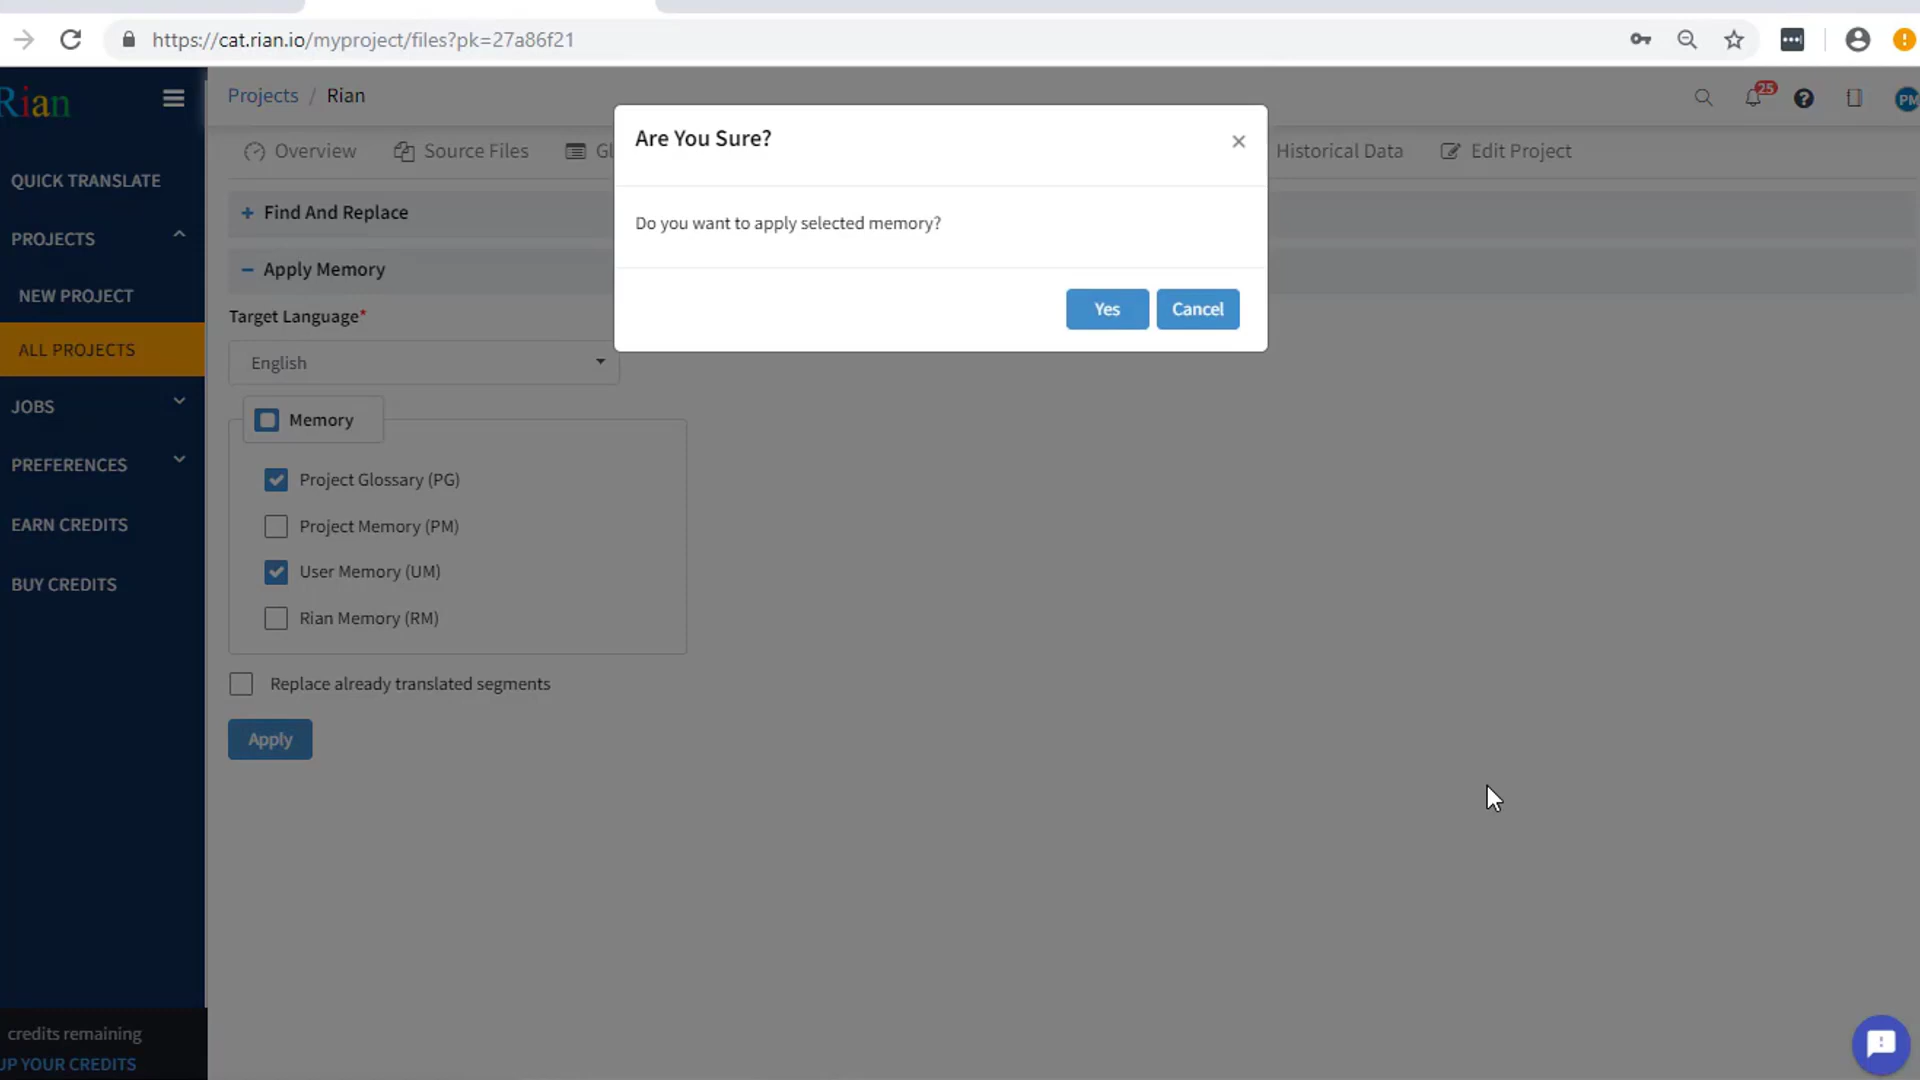 https://cat.rian.io/myproject/files?pk=27a86f21
Rian
Projects / Rian
25
PM
Overview
Source Files
Gl
Historical Data
Edit Project
QUICK TRANSLATE
PROJECTS
NEW PROJECT
ALL PROJECTS
JOBS
PREFERENCES
EARN CREDITS
BUY CREDITS
credits remaining
UP YOUR CREDITS
Find And Replace
Apply Memory
Target Language*
English
Memory
Project Glossary (PG)
Project Memory (PM)
User Memory (UM)
Rian Memory (RM)
Replace already translated segments
Apply
Are You Sure?
Do you want to apply selected memory?
Yes
Cancel